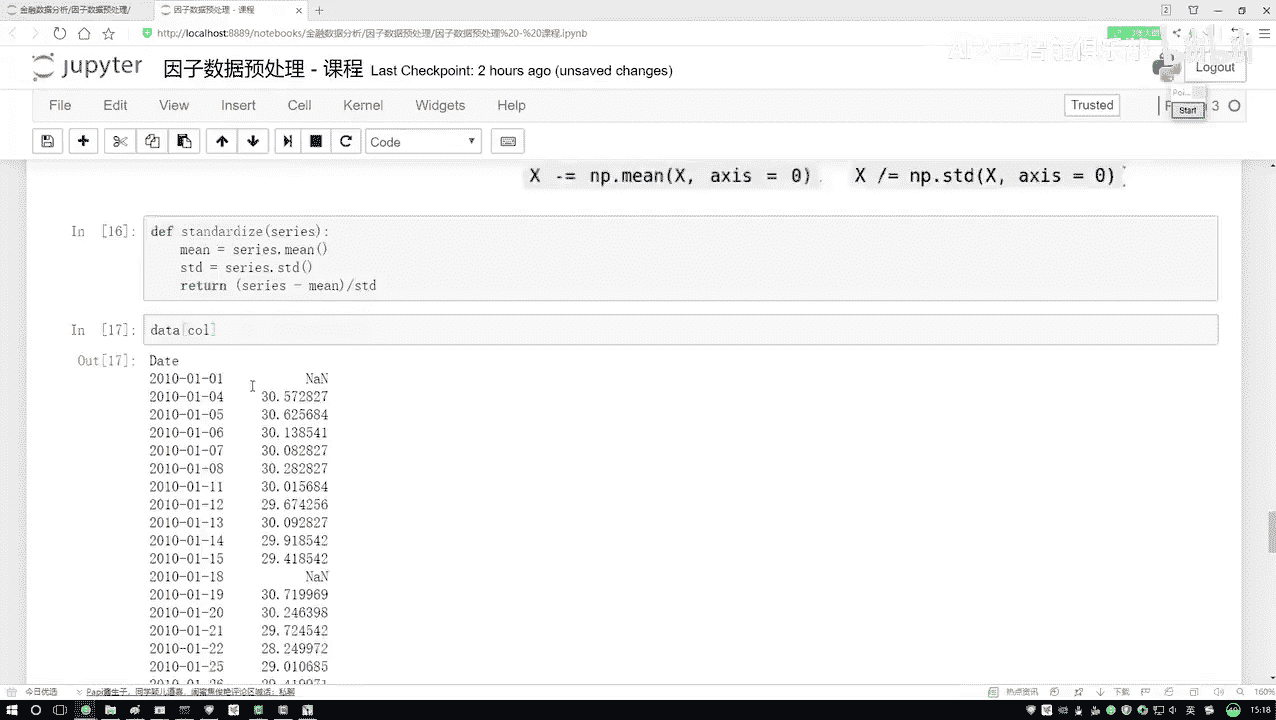 金融数据分析/因子数据预处理/
因子数据预处理 - 课程
http://localhost:8889/notebooks/金融数据分析/因子数据预处理/因子数据预处理%20-%20课程.ipynb
jupyter 因子数据预处理 - 课程 Last Checkpoint: 2 hours ago (unsaved changes)
Logout
File Edit View Insert Cell Kernel Widgets Help
Trusted
3
Start
Code
X -= np.mean(X, axis = 0) X /= np.std(X, axis = 0)
In [16]: def standardize(series):
mean = series.mean()
std = series.std()
return (series - mean)/std
In [17]: data[col]
Out[17]: Date
2010-01-01 NaN
2010-01-04 30.572827
2010-01-05 30.625684
2010-01-06 30.138541
2010-01-07 30.082827
2010-01-08 30.282827
2010-01-11 30.015684
2010-01-12 29.674256
2010-01-13 30.092827
2010-01-14 29.918542
2010-01-15 29.418542
2010-01-18 NaN
2010-01-19 30.719969
2010-01-20 30.246398
2010-01-21 29.724542
2010-01-22 28.249972
2010-01-25 29.010685
2010-01-26 29.419971
今日优选
热点资讯 下载 160%
英 15:18